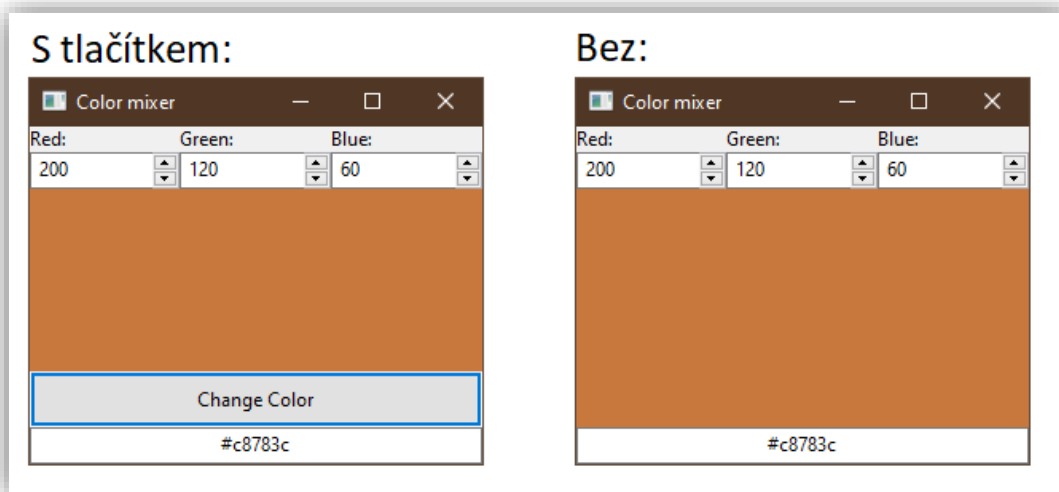 S tlačítkem:
Color mixer
Red: Green: Blue:
200 120 60
Change Color
#c8783c
Bez:
Color mixer
Red: Green: Blue:
200 120 60
#c8783c